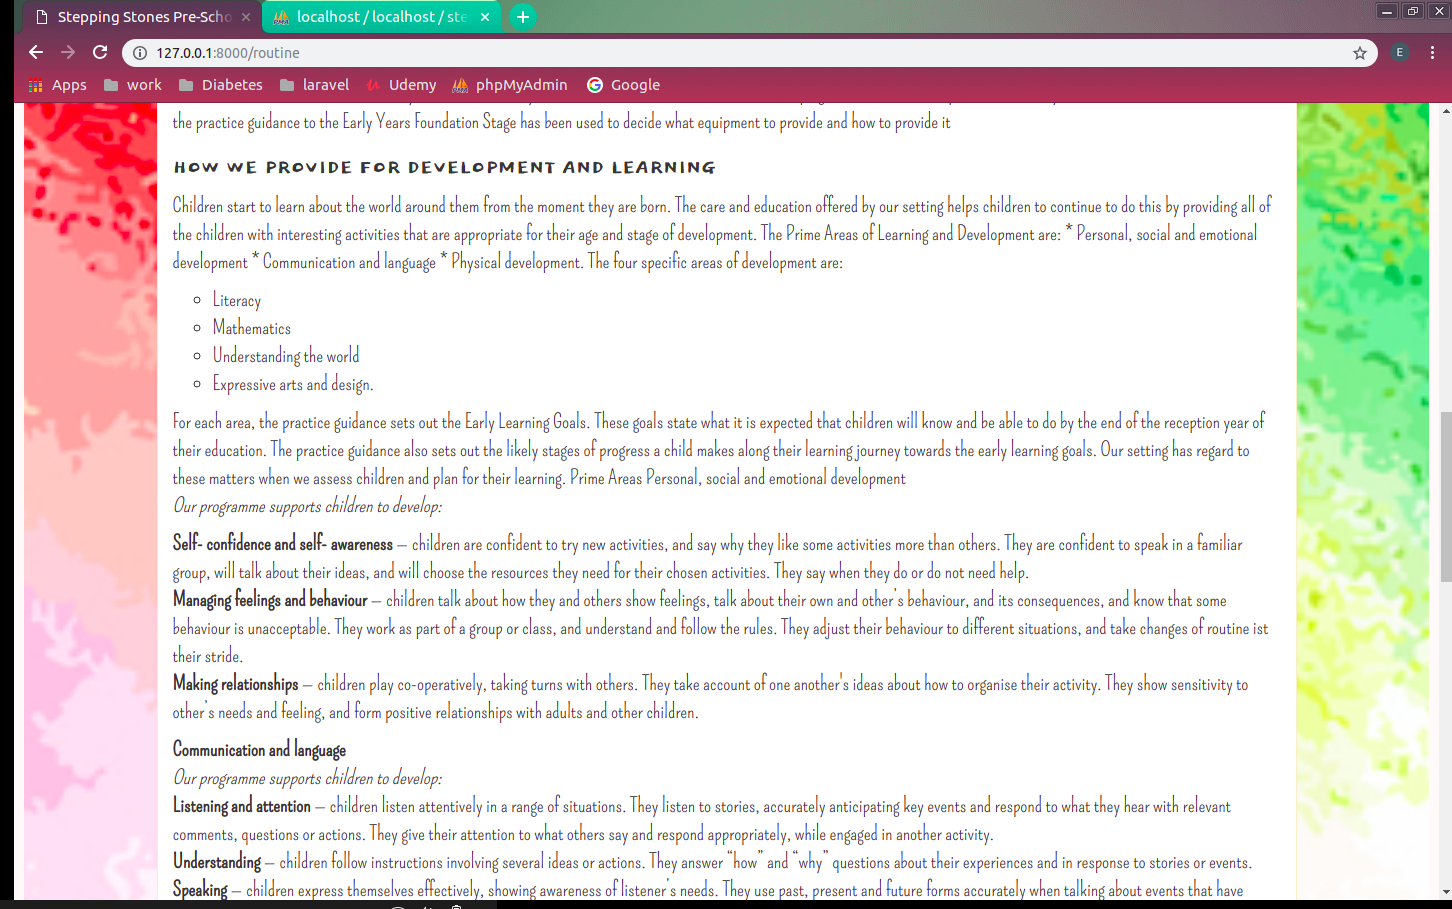 Stepping Stones Pre-Scho
localhost / localhost / ste
127.0.0.1:8000/routine
E
Apps work Diabetes laravel Udemy phpMyAdmin Google
the practice guidance to the Early Years Foundation Stage has been used to decide what equipment to provide and how to provide it
HOW WE PROVIDE FOR DEVELOPMENT AND LEARNING
Children start to learn about the world around them from the moment they are born. The care and education offered by our setting helps children to continue to do this by providing all of
the children with interesting activities that are appropriate for their age and stage of development. The Prime Areas of Learning and Development are: * Personal, social and emotional
development * Communication and language * Physical development. The four specific areas of development are:
Literacy
Mathematics
Understanding the world
Expressive arts and design.
For each area, the practice guidance sets out the Early Learning Goals. These goals state what it is expected that children will know and be able to do by the end of the reception year of
their education. The practice guidance also sets out the likely stages of progress a child makes along their learning journey towards the early learning goals. Our setting has regard to
these matters when we assess children and plan for their learning. Prime Areas Personal, social and emotional development
Our programme supports children to develop:
Self- confidence and self- awareness – children are confident to try new activities, and say why they like some activities more than others. They are confident to speak in a familiar
group, will talk about their ideas, and will choose the resources they need for their chosen activities. They say when they do or do not need help.
Managing feelings and behaviour – children talk about how they and others show feelings, talk about their own and other's behaviour, and its consequences, and know that some
behaviour is unacceptable. They work as part of a group or class, and understand and follow the rules. They adjust their behaviour to different situations, and take changes of routine ist
their stride.
Making relationships – children play co-operatively, taking turns with others. They take account of one another's ideas about how to organise their activity. They show sensitivity to
other's needs and feeling, and form positive relationships with adults and other children.
Communication and language
Our programme supports children to develop:
Listening and attention – children listen attentively in a range of situations. They listen to stories, accurately anticipating key events and respond to what they hear with relevant
comments, questions or actions. They give their attention to what others say and respond appropriately, while engaged in another activity.
Understanding – children follow instructions involving several ideas or actions. They answer “how” and “why” questions about their experiences and in response to stories or events.
Speaking – children express themselves effectively, showing awareness of listener's needs. They use past, present and future forms accurately when talking about events that have